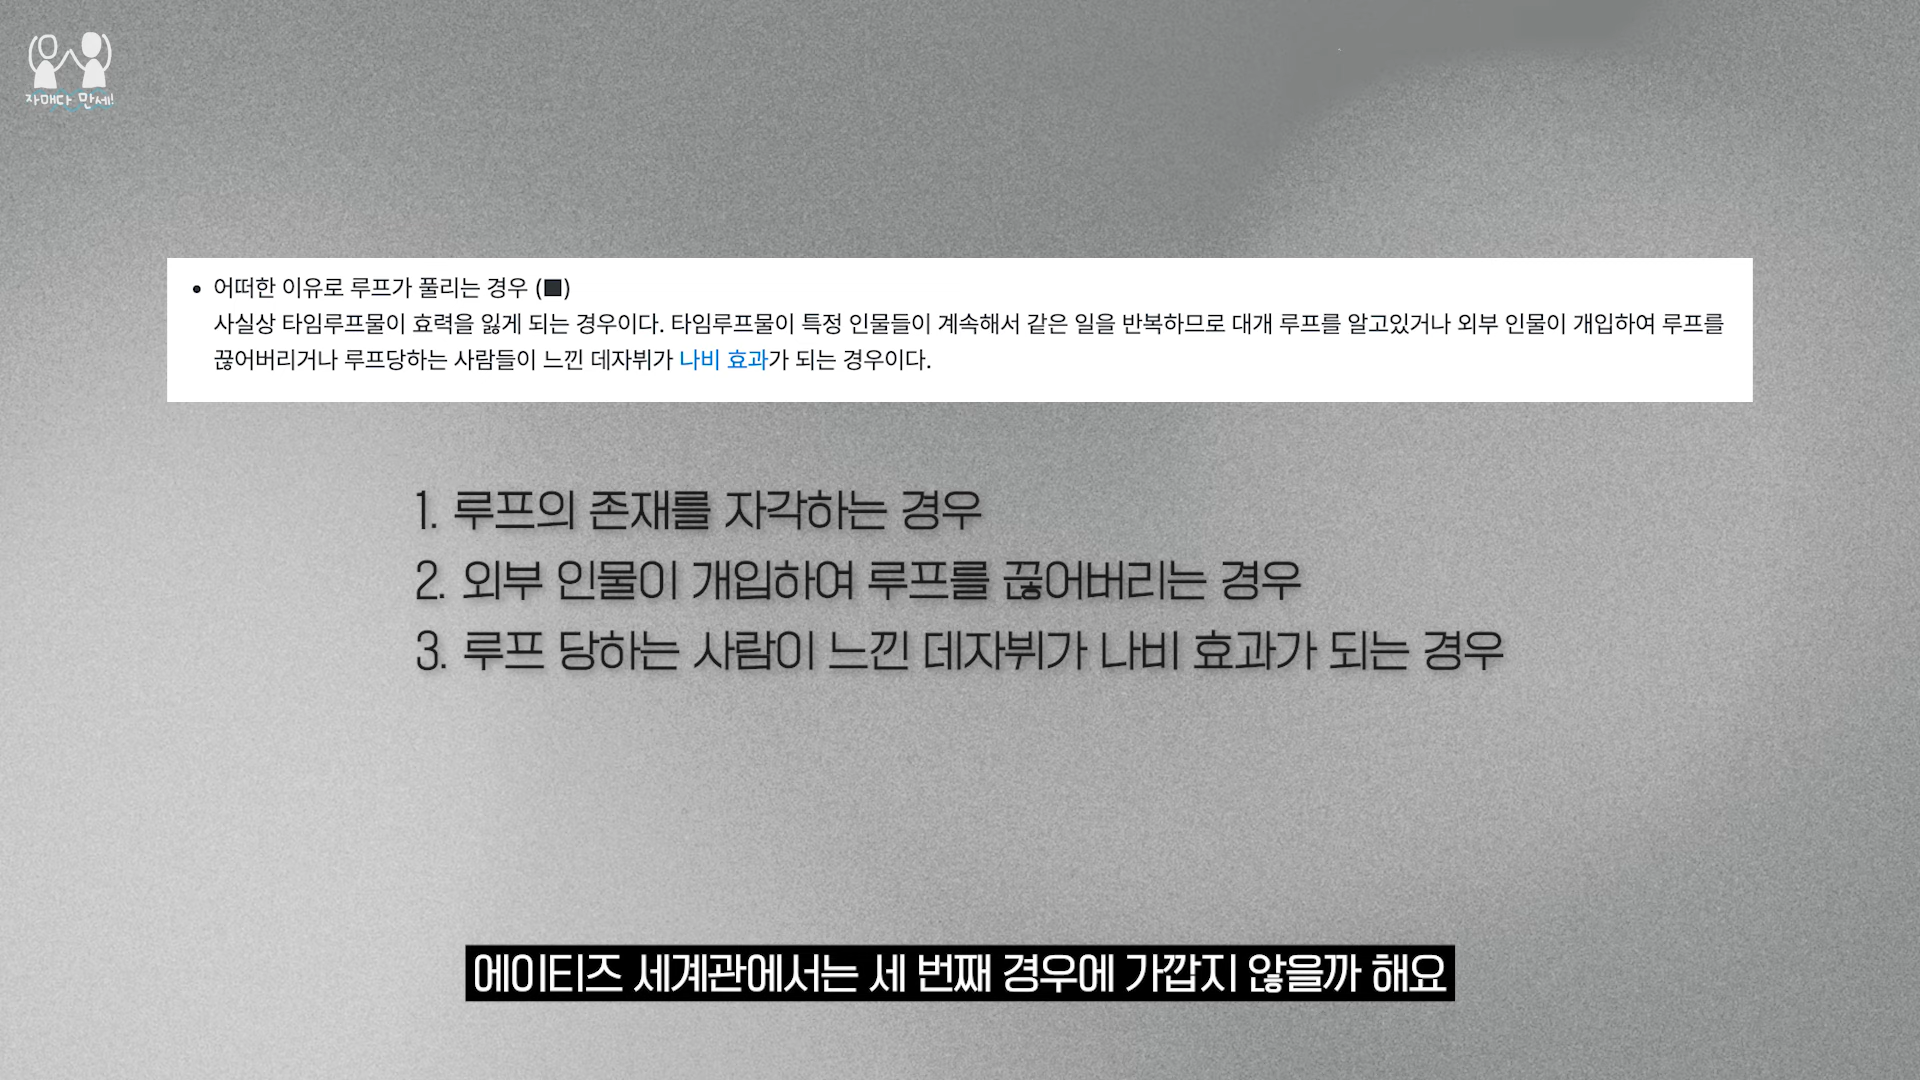 자매다 만세!
• 어떠한 이유로 루프가 풀리는 경우 (■)
사실상 타임루프물이 효력을 잃게 되는 경우이다. 타임루프물이 특정 인물들이 계속해서 같은 일을 반복하므로 대개 루프를 알고있거나 외부 인물이 개입하여 루프를
끊어버리거나 루프당하는 사람들이 느낀 데자뷔가 나비 효과가 되는 경우이다.
1. 루프의 존재를 자각하는 경우
2. 외부 인물이 개입하여 루프를 끊어버리는 경우
3. 루프 당하는 사람이 느낀 데자뷔가 나비 효과가 되는 경우
에이티즈 세계관에서는 세 번째 경우에 가깝지 않을까 해요